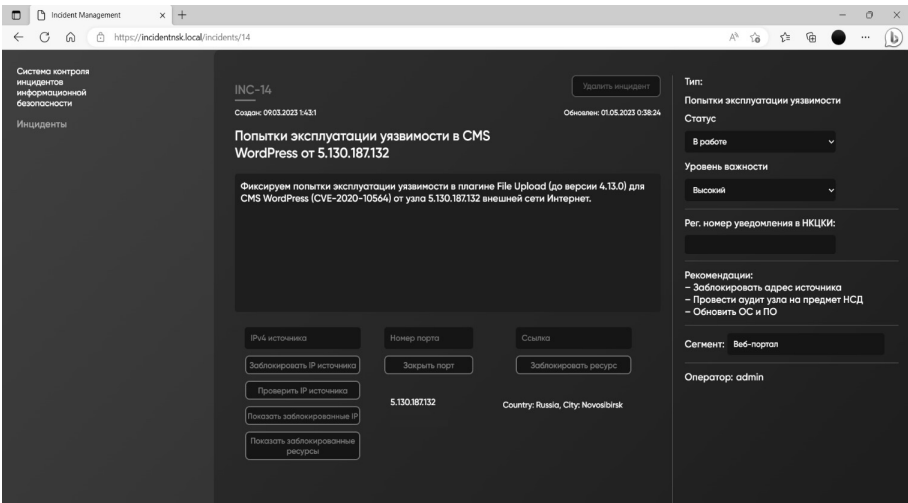 Incident Management
https://incidentnsk.local/incidents/14
Система контроля
инцидентов
информационной
безопасности
Инциденты
INC-14
Удалить инцидент
Создан: 09.03.2023 1:43:1
Обновлен: 01.05.2023 0:38:24
Попытки эксплуатации уязвимости в CMS
WordPress от 5.130.187.132
Фиксируем попытки эксплуатации уязвимости в плагине File Upload (до версии 4.13.0) для
CMS WordPress (CVE-2020-10564) от узла 5.130.187.132 внешней сети Интернет.
IPv4 источника
Номер порта
Ссылка
Заблокировать IP источника
Закрыть порт
Заблокировать ресурс
Проверить IP источника
Показать заблокированные IP
Показать заблокированные
ресурсы
5.130.187.132
Country: Russia, City: Novosibirsk
Тип:
Попытки эксплуатации уязвимости
Статус
В работе
Уровень важности
Высокий
Рег. номер уведомления в НКЦКИ:
Рекомендации:
– Заблокировать адрес источника
– Провести аудит узла на предмет НСД
– Обновить ОС и ПО
Сегмент: Веб-портал
Оператор: admin